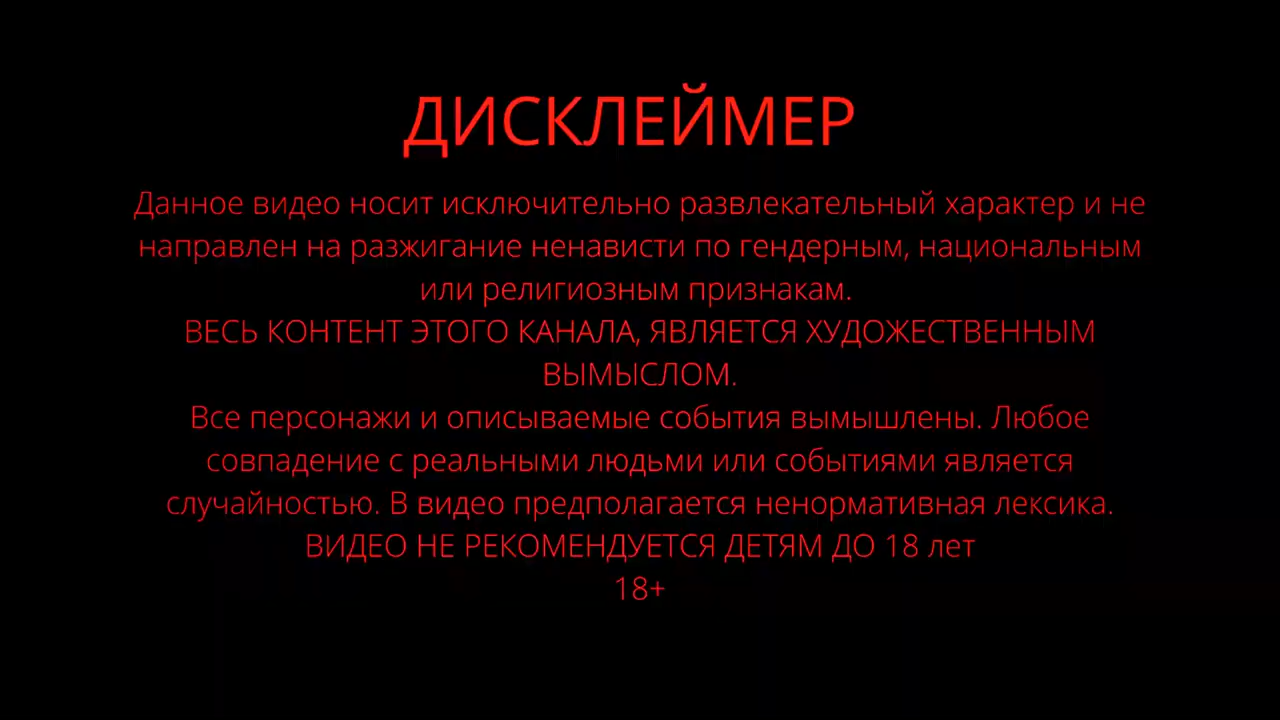 ДИСКЛЕЙМЕР
Данное видео носит исключительно развлекательный характер и не
направлен на разжигание ненависти по гендерным, национальным
или религиозным признакам.
ВЕСЬ КОНТЕНТ ЭТОГО КАНАЛА, ЯВЛЯЕТСЯ ХУДОЖЕСТВЕННЫМ
ВЫМЫСЛОМ.
Все персонажи и описываемые события вымышлены. Любое
совпадение с реальными людьми или событиями является
случайностью. В видео предполагается ненормативная лексика.
ВИДЕО НЕ РЕКОМЕНДУЕТСЯ ДЕТЯМ ДО 18 лет
18+